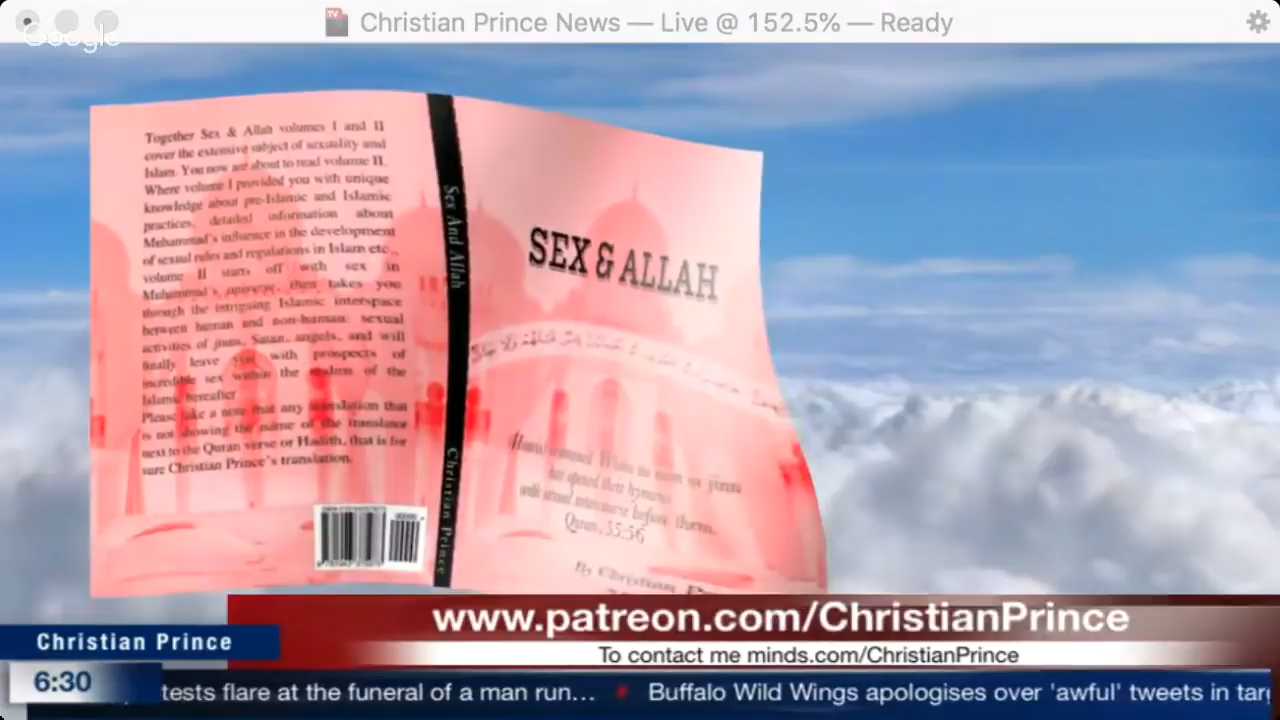 Christian Prince News — Live @ 152.5% — Ready
Google
Together Sex & Allah volumes I and II
cover the extensive subject of sexuality and
Islam. You now are about to read volume II.
Where volume I provided you with unique
knowledge about pre-Islamic and Islamic
practices, detailed information about
Muhammad's influence in the development
of sexual rules and regulations in Islam etc.,
volume II starts off with sex in
Muhammad's then takes you
through the intriguing Islamic interspace
between human and non-human: sexual
activities of jinns, Satan, angels, and will
finally leave you with prospects of
incredible sex within the realms of the
Islamic hereafter
Please take a note that any translation that
is not showing the name of the translator
next to the Quran verse or Hadith, that is for
sure Christian Prince's translation.
Sex And Allah
Christian Prince
SEX & ALLAH
with sexual intercourse before them.
Quran, 55:56
By Christian
www.patreon.com/ChristianPrince
To contact me minds.com/ChristianPrince
Christian Prince
6:30
tests flare at the funeral of a man run... • Buffalo Wild Wings apologises over 'awful' tweets in tar